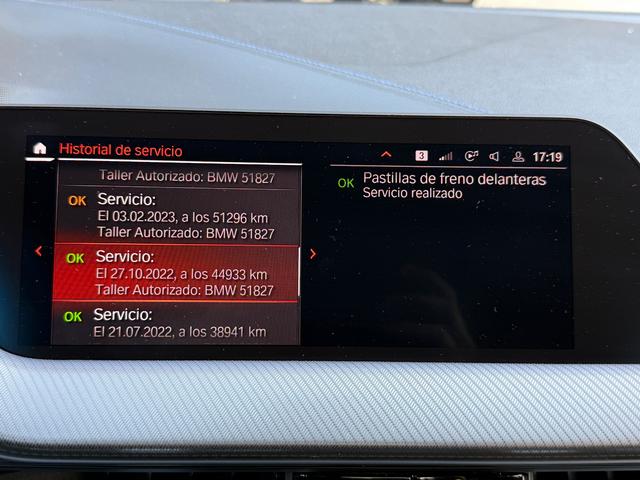 Historial de servicio
3
17:19
Taller Autorizado: BMW 51827
OK Servicio:
El 03.02.2023, a los 51296 km
Taller Autorizado: BMW 51827
OK Servicio:
El 27.10.2022, a los 44933 km
Taller Autorizado: BMW 51827
OK Servicio:
El 21.07.2022, a los 38941 km
OK Pastillas de freno delanteras
Servicio realizado